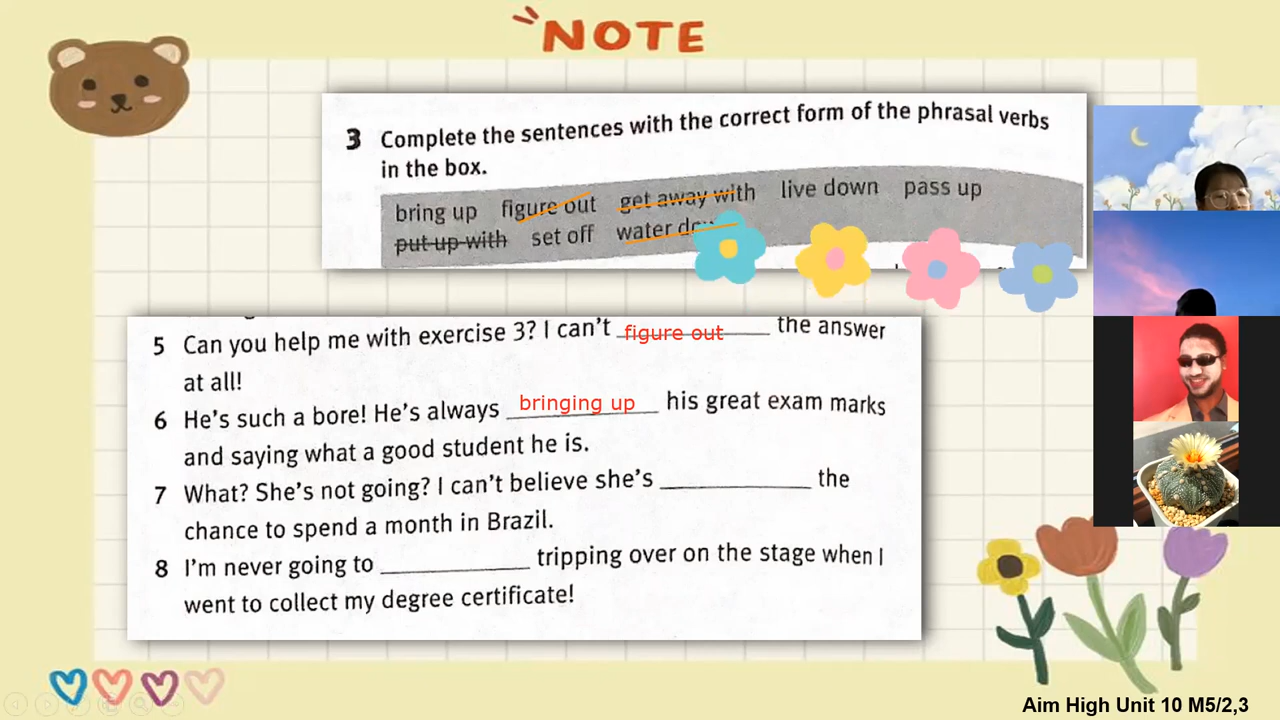 NOTE
3 Complete the sentences with the correct form of the phrasal verbs
in the box.
bring up figure out get away with live down pass up
put up with set off water
5 Can you help me with exercise 3? I can't figure out the answer
at all!
6 He's such a bore! He's always bringing up his great exam marks
and saying what a good student he is.
7 What? She's not going? I can't believe she's ____________ the
chance to spend a month in Brazil.
8 I'm never going to ____________ tripping over on the stage when I
went to collect my degree certificate!
Aim High Unit 10 M5/2,3